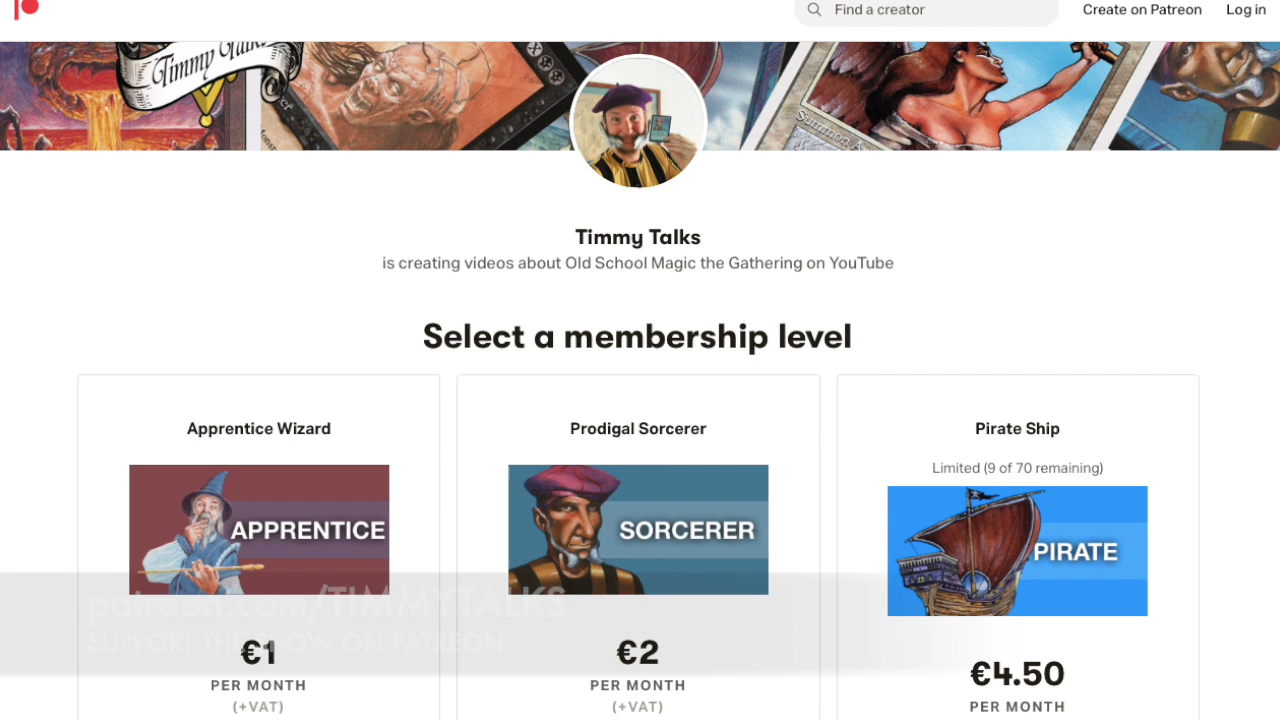 Find a creator
Create on Patreon
Log in
Timmy Talks
Summon A
Timmy Talks
is creating videos about Old School Magic the Gathering on YouTube
Select a membership level
Apprentice Wizard
Prodigal Sorcerer
Pirate Ship
Limited (9 of 70 remaining)
APPRENTICE
SORCERER
PIRATE
patreon.com/TIMMYTALKS
SUPPORT THE SHOW ON PATREON
€1
€2
€4.50
PER MONTH
PER MONTH
PER MONTH
(+VAT)
(+VAT)